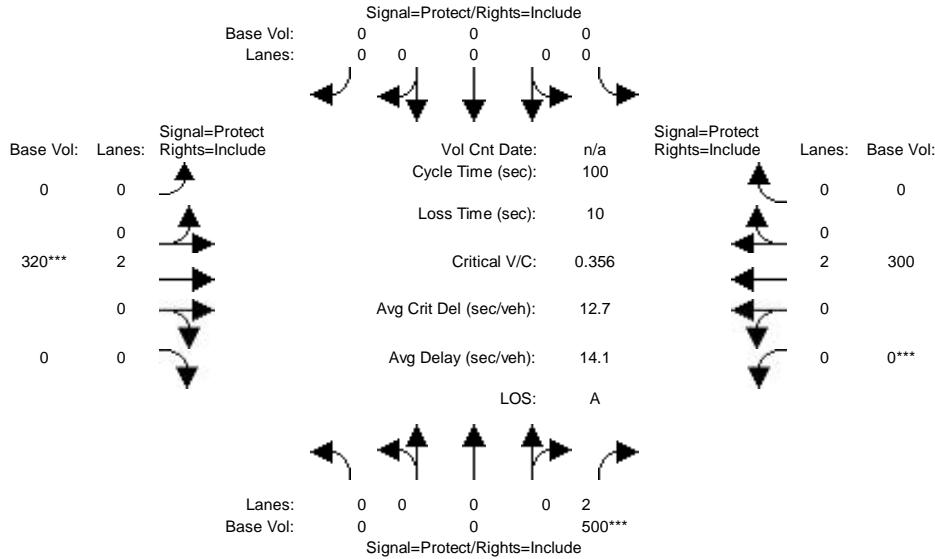 Signal=Protect/Rights=Include
Base Vol: 0 0 0
Lanes: 0 0 0 0 0
Signal=Protect
Base Vol: Lanes: Rights=Include
Vol Cnt Date: n/a
Signal=Protect
Rights=Include Lanes: Base Vol:
Cycle Time (sec): 100
0 0
0 0
Loss Time (sec): 10
0
0
320*** 2
Critical V/C: 0.356
2 300
0
Avg Crit Del (sec/veh): 12.7
0
0 0
Avg Delay (sec/veh): 14.1
0 0***
LOS: A
Lanes: 0 0 0 0 2
Base Vol: 0 0 500***
Signal=Protect/Rights=Include